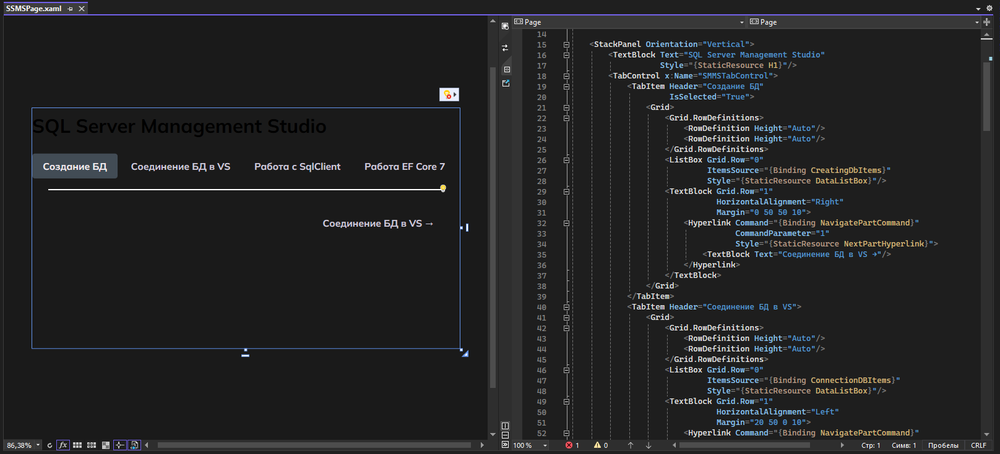 SSMSPage.xaml
SQL Server Management Studio
Создание БД
Соединение БД в VS
Работа с SqlClient
Работа EF Core 7
Соединение БД в VS →
86,38%
fx
Page
Page
14
15 <StackPanel Orientation="Vertical">
16 <TextBlock Text="SQL Server Management Studio"
17 Style="{StaticResource H1}"/>
18 <TabControl x:Name="SMMSTabControl">
19 <TabItem Header="Создание БД"
20 IsSelected="True">
21 <Grid>
22 <Grid.RowDefinitions>
23 <RowDefinition Height="Auto"/>
24 <RowDefinition Height="Auto"/>
25 </Grid.RowDefinitions>
26 <ListBox Grid.Row="0"
27 ItemsSource="{Binding CreatingDbItems}"
28 Style="{StaticResource DataListBox}"/>
29 <TextBlock Grid.Row="1"
30 HorizontalAlignment="Right"
31 Margin="0 50 50 10">
32 <Hyperlink Command="{Binding NavigatePartCommand}"
33 CommandParameter="1"
34 Style="{StaticResource NextPartHyperlink}">
35 <TextBlock Text="Соединение БД в VS →"/>
36 </Hyperlink>
37 </TextBlock>
38 </Grid>
39 </TabItem>
40 <TabItem Header="Соединение БД в VS">
41 <Grid>
42 <Grid.RowDefinitions>
43 <RowDefinition Height="Auto"/>
44 <RowDefinition Height="Auto"/>
45 </Grid.RowDefinitions>
46 <ListBox Grid.Row="0"
47 ItemsSource="{Binding ConnectionDBItems}"
48 Style="{StaticResource DataListBox}"/>
49 <TextBlock Grid.Row="1"
50 HorizontalAlignment="Left"
51 Margin="20 50 0 10">
52 <Hyperlink Command="{Binding NavigatePartCommand}"
100 % 1 0 Стр: 1 Симв: 1 Пробелы CRLF